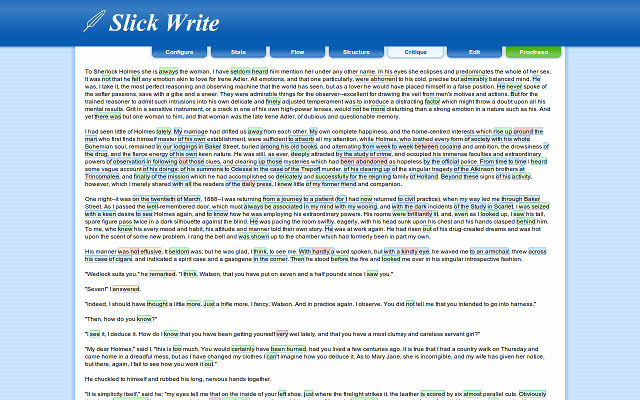 Slick Write
Configure Stats Flow Structure Critique Edit Proofread
To Sherlock Holmes she is always the woman. I have seldom heard him mention her under any other name. In his eyes she eclipses and predominates the whole of her sex.
It was not that he felt any emotion akin to love for Irene Adler. All emotions, and that one particularly, were abhorrent to his cold, precise but admirably balanced mind. He
was, I take it, the most perfect reasoning and observing machine that the world has seen, but as a lover he would have placed himself in a false position. He never spoke of
the softer passions, save with a gibe and a sneer. They were admirable things for the observer--excellent for drawing the veil from men's motives and actions. But for the
trained reasoner to admit such intrusions into his own delicate and finely adjusted temperament was to introduce a distracting factor which might throw a doubt upon all his
mental results. Grit in a sensitive instrument, or a crack in one of his own high-power lenses, would not be more disturbing than a strong emotion in a nature such as his. And
yet there was but one woman to him, and that woman was the late Irene Adler, of dubious and questionable memory.
I had seen little of Holmes lately. My marriage had drifted us away from each other. My own complete happiness, and the home-centred interests which rise up around the
man who first finds himself master of his own establishment, were sufficient to absorb all my attention, while Holmes, who loathed every form of society with his whole
Bohemian soul, remained in our lodgings in Baker Street, buried among his old books, and alternating from week to week between cocaine and ambition, the drowsiness of
the drug, and the fierce energy of his own keen nature. He was still, as ever, deeply attracted by the study of crime, and occupied his immense faculties and extraordinary
powers of observation in following out those clues, and clearing up those mysteries which had been abandoned as hopeless by the official police. From time to time I heard
some vague account of his doings: of his summons to Odessa in the case of the Trepoff murder, of his clearing up of the singular tragedy of the Atkinson brothers at
Trincomalee, and finally of the mission which he had accomplished so delicately and successfully for the reigning family of Holland. Beyond these signs of his activity,
however, which I merely shared with all the readers of the daily press, I knew little of my former friend and companion.
One night--it was on the twentieth of March, 1888--I was returning from a journey to a patient (for I had now returned to civil practice), when my way led me through Baker
Street. As I passed the well-remembered door, which must always be associated in my mind with my wooing, and with the dark incidents of the Study in Scarlet, I was seized
with a keen desire to see Holmes again, and to know how he was employing his extraordinary powers. His rooms were brilliantly lit, and, even as I looked up, I saw his tall,
spare figure pass twice in a dark silhouette against the blind. He was pacing the room swiftly, eagerly, with his head sunk upon his chest and his hands clasped behind him.
To me, who knew his every mood and habit, his attitude and manner told their own story. He was at work again. He had risen out of his drug-created dreams and was hot
upon the scent of some new problem. I rang the bell and was shown up to the chamber which had formerly been in part my own.
His manner was not effusive. It seldom was; but he was glad, I think, to see me. With hardly a word spoken, but with a kindly eye, he waved me to an armchair, threw across
his case of cigars, and indicated a spirit case and a gasogene in the corner. Then he stood before the fire and looked me over in his singular introspective fashion.
"Wedlock suits you," he remarked. "I think, Watson, that you have put on seven and a half pounds since I saw you."
"Seven!" I answered.
"Indeed, I should have thought a little more. Just a trifle more, I fancy, Watson. And in practice again, I observe. You did not tell me that you intended to go into harness."
"Then, how do you know?"
"I see it, I deduce it. How do I know that you have been getting yourself very wet lately, and that you have a most clumsy and careless servant girl?"
"My dear Holmes," said I, "this is too much. You would certainly have been burned, had you lived a few centuries ago. It is true that I had a country walk on Thursday and
came home in a dreadful mess, but as I have changed my clothes I can't imagine how you deduce it. As to Mary Jane, she is incorrigible, and my wife has given her notice,
but there, again, I fail to see how you work it out."
He chuckled to himself and rubbed his long, nervous hands together.
"It is simplicity itself," said he; "my eyes tell me that on the inside of your left shoe, just where the firelight strikes it, the leather is scored by six almost parallel cuts. Obviously